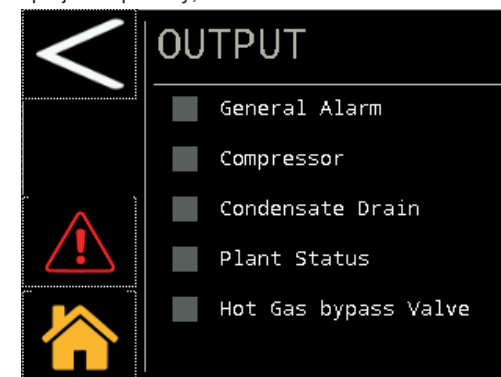 OUTPUT
General Alarm
Compressor
Condensate Drain
Plant Status
Hot Gas bypass Valve